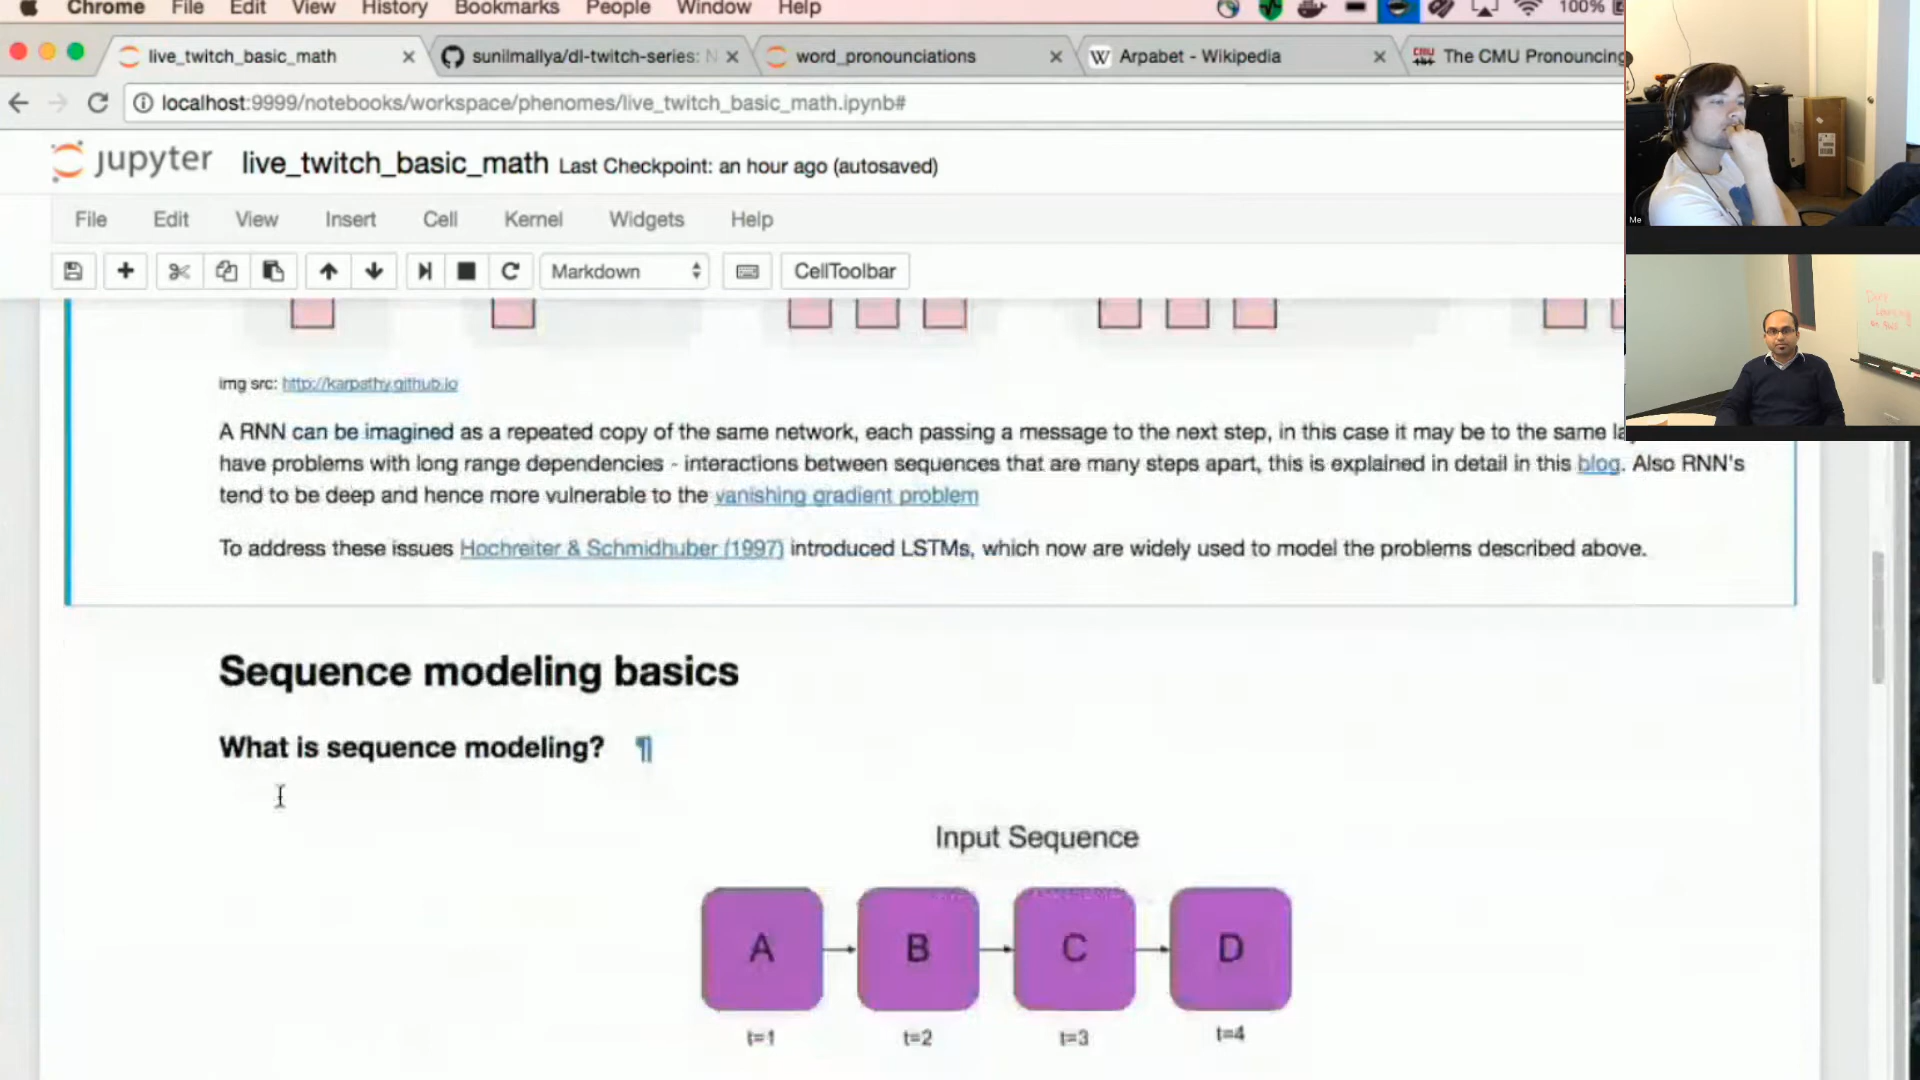 Chrome File Edit View History Bookmarks People Window Help 100%
live_twitch_basic_math sunilmallya/dl-twitch-series: N word_pronounciations Arpabet - Wikipedia The CMU Pronouncing
localhost:9999/notebooks/workspace/phenomes/live_twitch_basic_math.ipynb#
jupyter live_twitch_basic_math Last Checkpoint: an hour ago (autosaved)
File Edit View Insert Cell Kernel Widgets Help
Markdown CellToolbar
Me
img src: http://karpathy.github.io
A RNN can be imagined as a repeated copy of the same network, each passing a message to the next step, in this case it may be to the same la
have problems with long range dependencies - interactions between sequences that are many steps apart, this is explained in detail in this blog. Also RNN's
tend to be deep and hence more vulnerable to the vanishing gradient problem
To address these issues Hochreiter & Schmidhuber (1997) introduced LSTMs, which now are widely used to model the problems described above.
Sequence modeling basics
What is sequence modeling? ¶
Input Sequence
A B C D
t=1 t=2 t=3 t=4